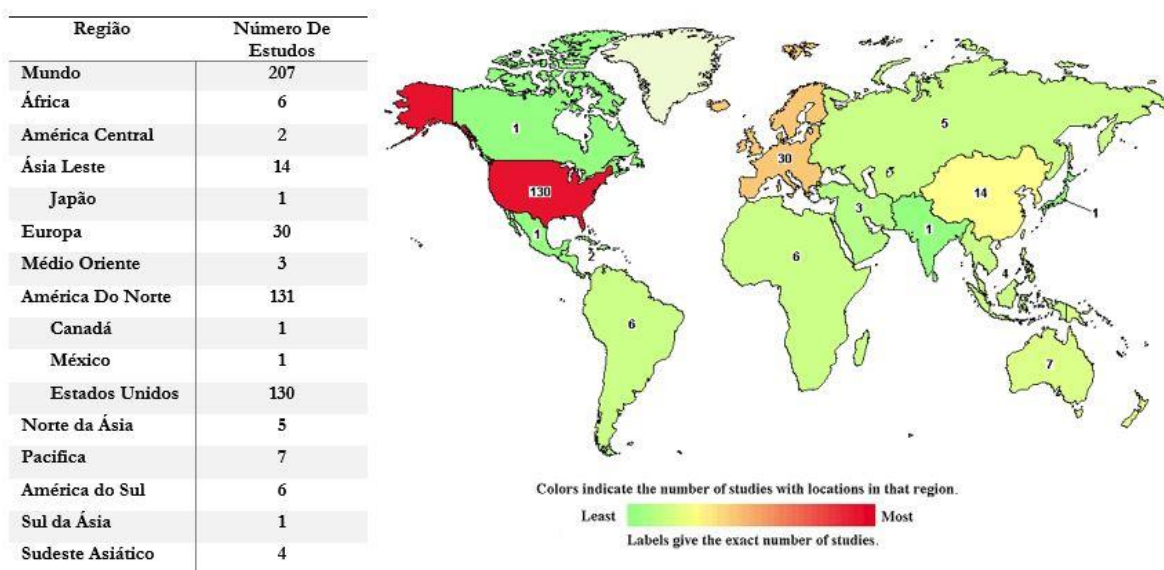 Região Número De
Estudos
Mundo 207
África 6
América Central 2
Ásia Leste 14
Japão 1
Europa 30
Médio Oriente 3
América Do Norte 131
Canadá 1
México 1
Estados Unidos 130
Norte da Ásia 5
Pacifica 7
América do Sul 6
Sul da Ásia 1
Sudeste Asiático 4
1
5
30
130
14
1
3
1
1
2
6
4
6
7
Colors indicate the number of studies with locations in that region.
Least Most
Labels give the exact number of studies.